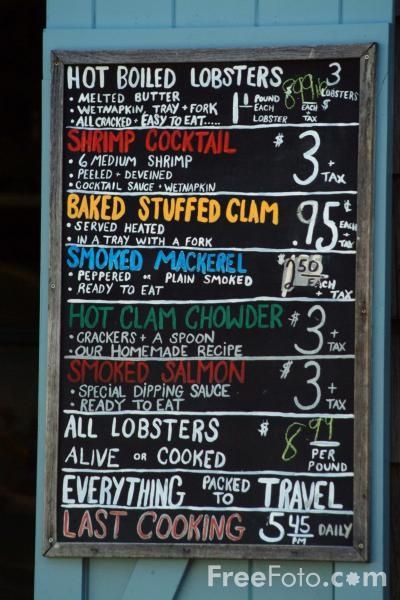 HOT BOILED LOBSTERS 3 LOBSTERS $
• MELTED BUTTER
• WETNAPKIN, TRAY + FORK 1 POUND EACH LOBSTER EACH + TAX
• ALL CRACKED + EASY TO EAT.....
SHRIMP COCKTAIL $3 + TAX
• 6 MEDIUM SHRIMP
• PEELED + DEVEINED
• COCKTAIL SAUCE + WETNAPKIN
BAKED STUFFED CLAM .95¢ EACH + TAX
• SERVED HEATED
• IN A TRAY WITH A FORK
SMOKED MACKEREL $2.50 EACH + TAX
• PEPPERED OR PLAIN SMOKED
• READY TO EAT
HOT CLAM CHOWDER $3 + TAX
• CRACKERS + A SPOON
• OUR HOMEMADE RECIPE
SMOKED SALMON $3 + TAX
• SPECIAL DIPPING SAUCE
• READY TO EAT
ALL LOBSTERS $8.99
ALIVE OR COOKED PER POUND
EVERYTHING PACKED TO TRAVEL
LAST COOKING 5 45 PM DAILY
FreeFoto.com